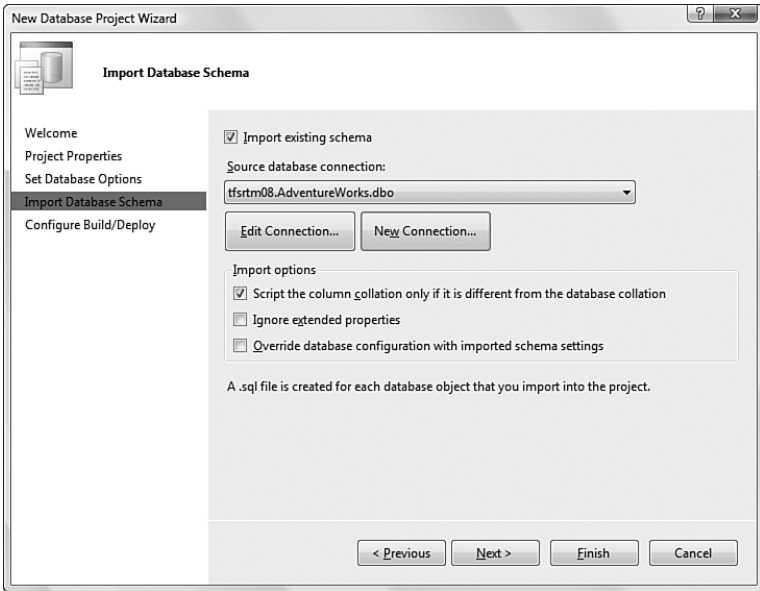 New Database Project Wizard
?
X
Import Database Schema
Welcome
Project Properties
Set Database Options
Import Database Schema
Configure Build/Deploy
Import existing schema
Source database connection:
tfsrtm08.AdventureWorks.dbo
Edit Connection... New Connection...
Import options
Script the column collation only if it is different from the database collation
Ignore extended properties
Override database configuration with imported schema settings
A .sql file is created for each database object that you import into the project.
< Previous Next > Finish Cancel